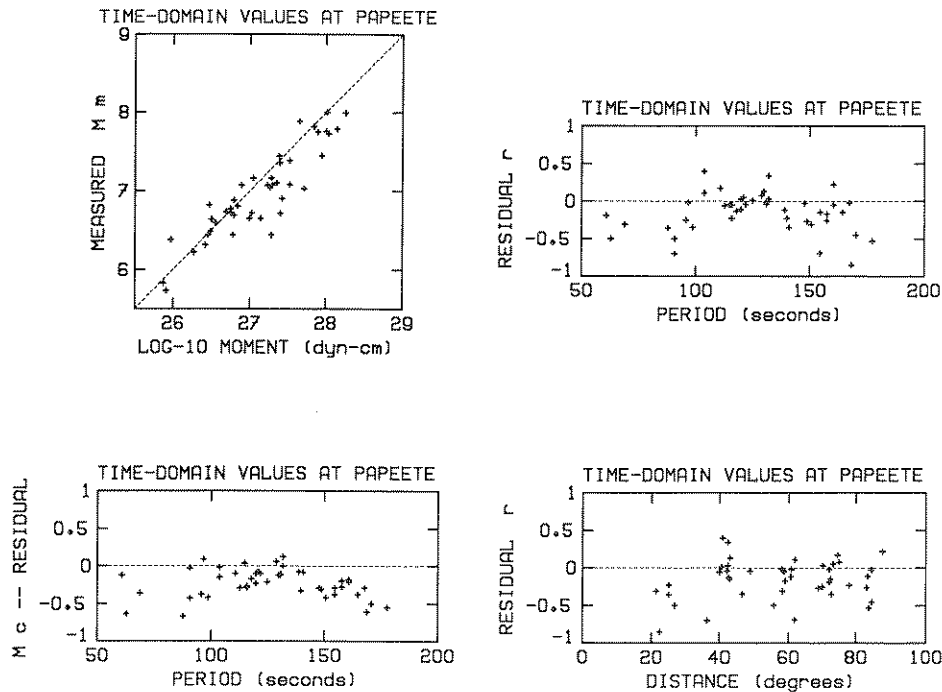 TIME-DOMAIN VALUES AT PAPEETE
9
8
7
6
MEASURED M m
26 27 28 29
LOG-10 MOMENT (dyn-cm)
TIME-DOMAIN VALUES AT PAPEETE
1
0.5
0
-0.5
-1
RESIDUAL r
50 100 150 200
PERIOD (seconds)
TIME-DOMAIN VALUES AT PAPEETE
1
0.5
0
-0.5
-1
M c -- RESIDUAL
50 100 150 200
PERIOD (seconds)
TIME-DOMAIN VALUES AT PAPEETE
1
0.5
0
-0.5
-1
RESIDUAL r
0 20 40 60 80 100
DISTANCE (degrees)